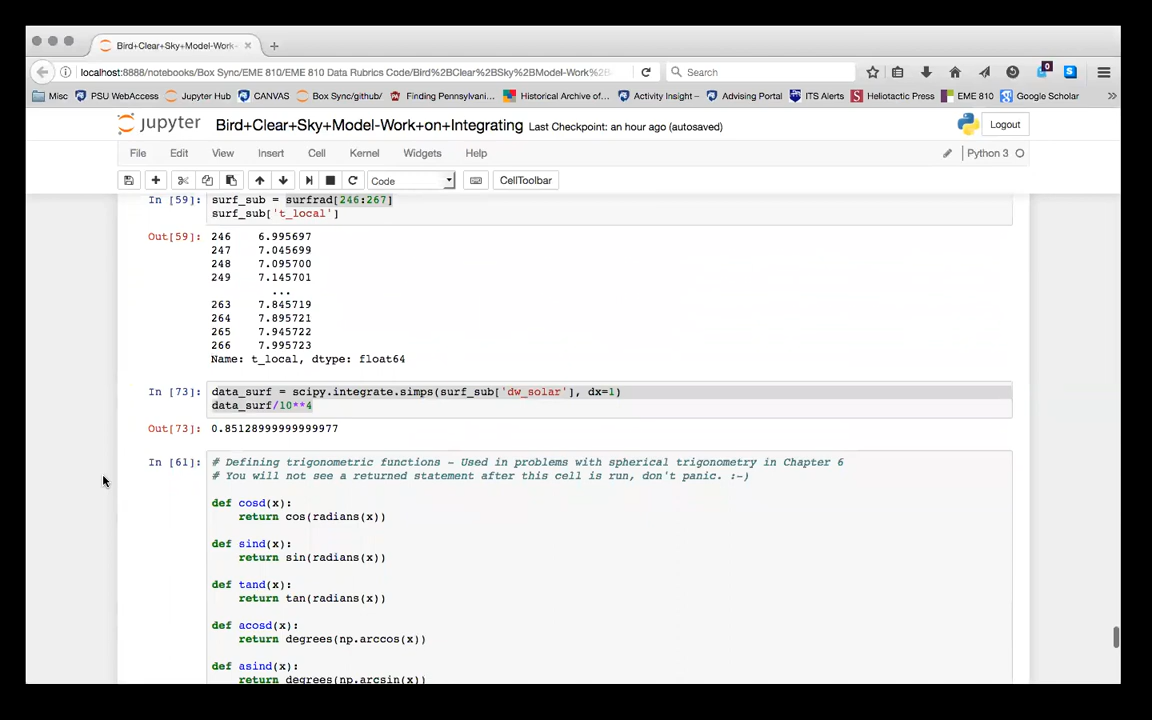 Bird+Clear+Sky+Model-Work-
localhost:8888/notebooks/Box Sync/EME 810/EME 810 Data Rubrics Code/Bird%2BClear%2BSky%2BModel-Work%2B
Search
0
Misc
PSU WebAccess
Jupyter Hub
CANVAS
Box Sync/github/
Finding Pennsylvani...
Historical Archive of...
Activity Insight –
Advising Portal
ITS Alerts
Heliotactic Press
EME 810
Google Scholar
jupyter Bird+Clear+Sky+Model-Work+on+Integrating Last Checkpoint: an hour ago (autosaved)
Logout
File Edit View Insert Cell Kernel Widgets Help
Python 3
Code
CellToolbar
In [59]: surf_sub = surfrad[246:267]
surf_sub['t_local']
Out[59]: 246 6.995697
247 7.045699
248 7.095700
249 7.145701
...
263 7.845719
264 7.895721
265 7.945722
266 7.995723
Name: t_local, dtype: float64
In [73]: data_surf = scipy.integrate.simps(surf_sub['dw_solar'], dx=1)
data_surf/10**4
Out[73]: 0.85128999999999977
In [61]: # Defining trigonometric functions - Used in problems with spherical trigonometry in Chapter 6
# You will not see a returned statement after this cell is run, don't panic. :-)
def cosd(x):
return cos(radians(x))
def sind(x):
return sin(radians(x))
def tand(x):
return tan(radians(x))
def acosd(x):
return degrees(np.arccos(x))
def asind(x):
return degrees(np.arcsin(x))